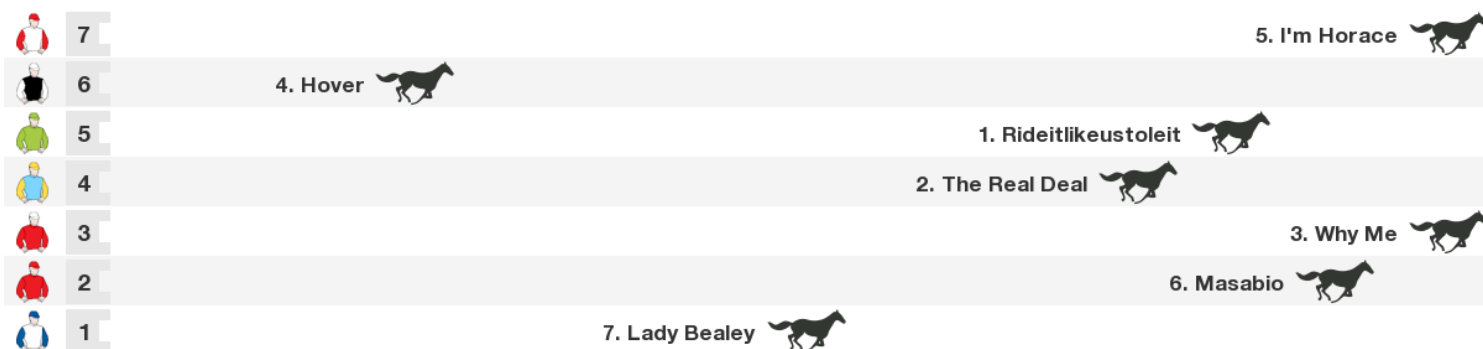 7 5. I'm Horace
6 4. Hover
5 1. Rideitlikeustoleit
4 2. The Real Deal
3 3. Why Me
2 6. Masabio
1 7. Lady Bealey